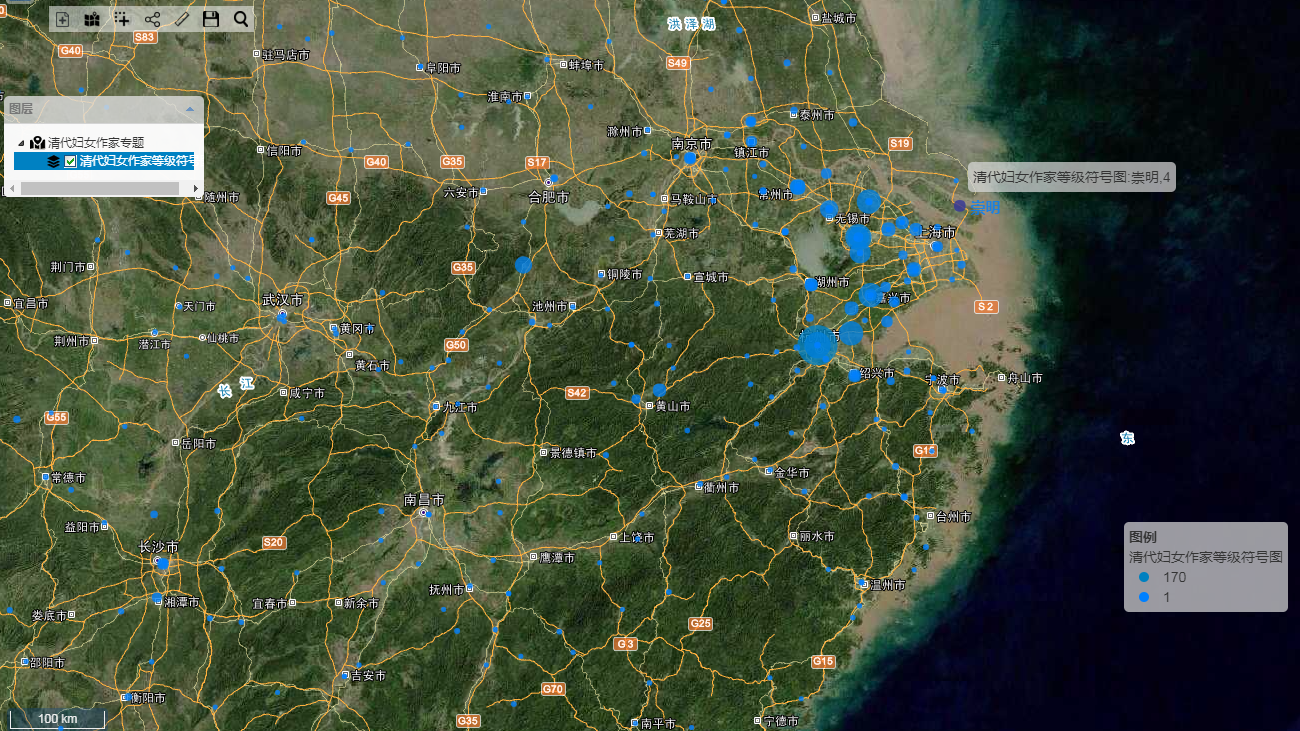 洪泽湖
盐城市
S83
G40
驻马店市
阜阳市
蚌埠市
S49
图层
淮南市
泰州市
清代妇女作家专题
清代妇女作家等级符号
滁州市
南京市
镇江市
S19
信阳市
G40
G35
S17
清代妇女作家等级符号图:崇明,4
随州市
G45
六安市
合肥市
马鞍山市
常州市
崇明
无锡市
芜湖市
上海市
荆门市
G35
铜陵市
宣城市
湖州市
嘉兴市
宜昌市
天门市
武汉市
池州市
S2
荆州市
潜江市
仙桃市
黄冈市
G50
黄石市
绍兴市
宁波市
舟山市
长江
咸宁市
S42
九江市
黄山市
G55
岳阳市
东
景德镇市
G15
常德市
金华市
衢州市
南昌市
益阳市
台州市
长沙市
S20
上饶市
丽水市
图例
清代妇女作家等级符号图
170
1
鹰潭市
抚州市
温州市
娄底市
湘潭市
宜春市
新余市
G25
G3
邵阳市
G15
吉安市
衡阳市
G70
100 km
G35
南平市
宁德市